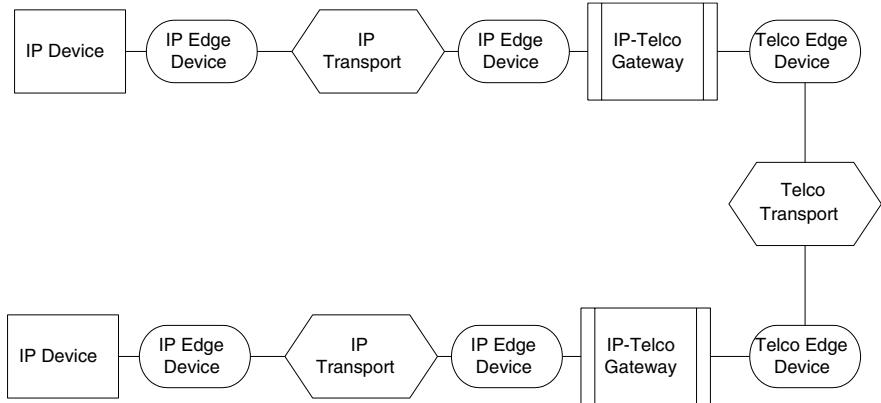 IP Device
IP Edge
Device
IP
Transport
IP Edge
Device
IP-Telco
Gateway
Telco Edge
Device
Telco
Transport
IP Device
IP Edge
Device
IP
Transport
IP Edge
Device
IP-Telco
Gateway
Telco Edge
Device